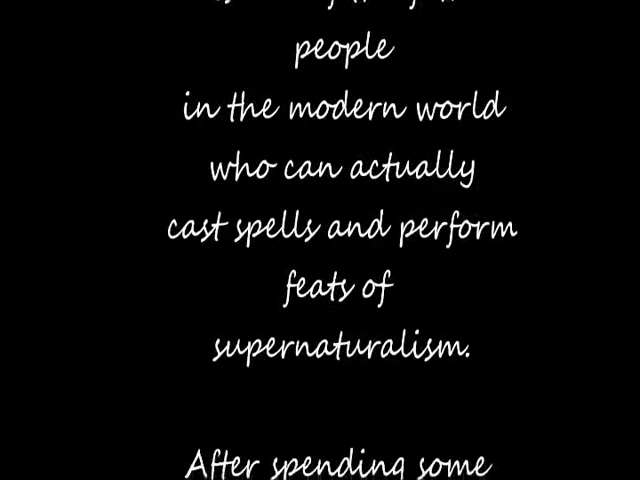 people
in the modern world
who can actually
cast spells and perform
feats of
supernaturalism.
After spending some